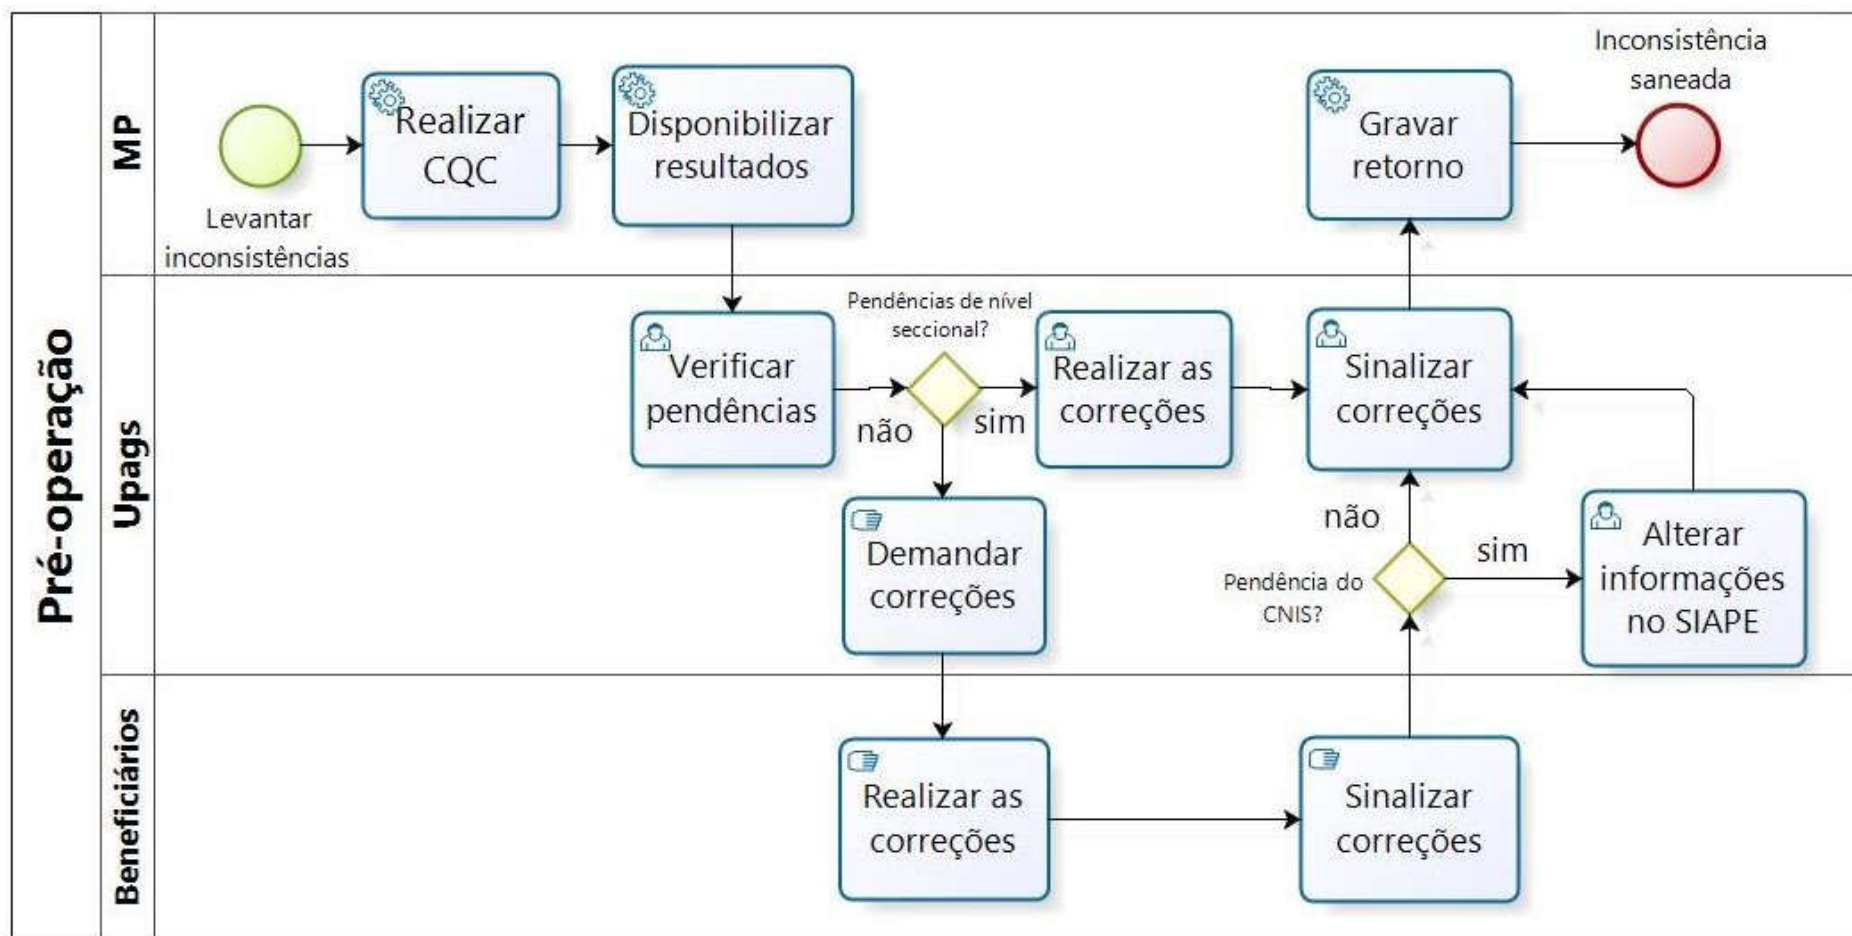 Pré-operação
MP
Levantar
inconsistências
Realizar
CQC
Disponibilizar
resultados
Gravar
retorno
Inconsistência
saneada
Upags
Verificar
pendências
Pendências de nível
seccional?
não
sim
Realizar as
correções
Sinalizar
correções
Demandar
correções
não
Pendência do
CNIS?
sim
Alterar
informações
no SIAPE
Beneficiários
Realizar as
correções
Sinalizar
correções